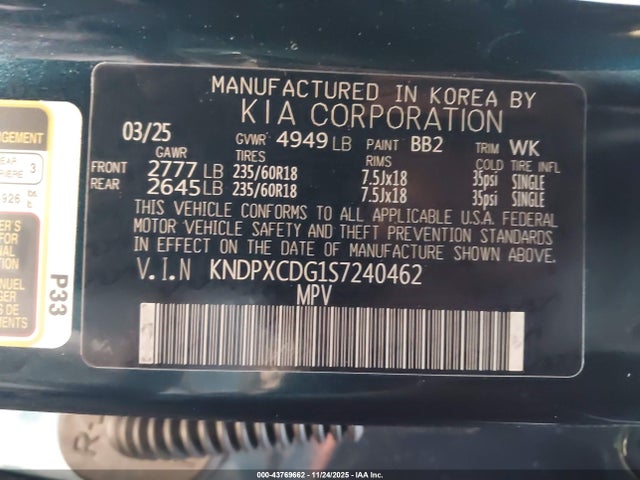 MANUFACTURED IN KOREA BY
KIA CORPORATION
03/25 GVWR 4949 LB PAINT BB2 TRIM WK
GAWR RIMS COLD TIRE INFL
FRONT 2777 LB 235/60R18 7.5Jx18 35psi SINGLE
REAR 2645 LB 235/60R18 7.5Jx18 35psi SINGLE
THIS VEHICLE CONFORMS TO ALL APPLICABLE U.S.A. FEDERAL
MOTOR VEHICLE SAFETY AND THEFT PREVENTION STANDARDS
IN EFFECT ON THE DATE OF MANUFACTURE SHOWN ABOVE.
V.I.N KNDPXCDG1S7240462
MPV
3
P33
000-43769662 - 11/24/2025 - IAAI.COM